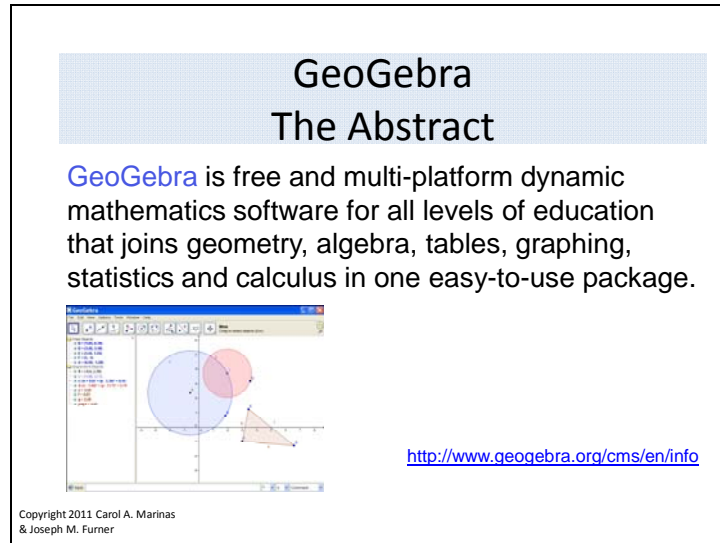 GeoGebra
The Abstract
GeoGebra is free and multi-platform dynamic
mathematics software for all levels of education
that joins geometry, algebra, tables, graphing,
statistics and calculus in one easy-to-use package.
GeoGebra
http://www.geogebra.org/cms/en/info
Copyright 2011 Carol A. Marinas
& Joseph M. Furner